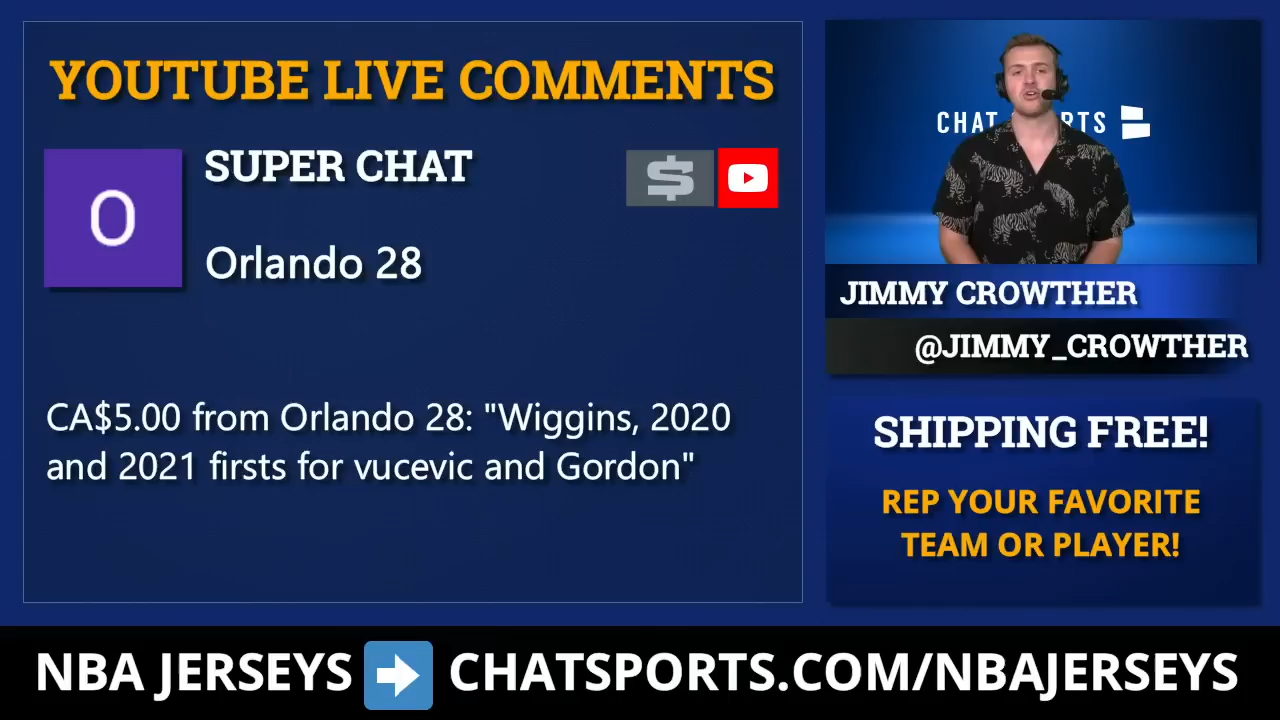 YOUTUBE LIVE COMMENTS
O
SUPER CHAT
$
Orlando 28
CA$5.00 from Orlando 28: "Wiggins, 2020
and 2021 firsts for vucevic and Gordon"
CHAT SPORTS
JIMMY CROWTHER
@JIMMY_CROWTHER
SHIPPING FREE!
REP YOUR FAVORITE
TEAM OR PLAYER!
NBA JERSEYS ➡ CHATSPORTS.COM/NBAJERSEYS